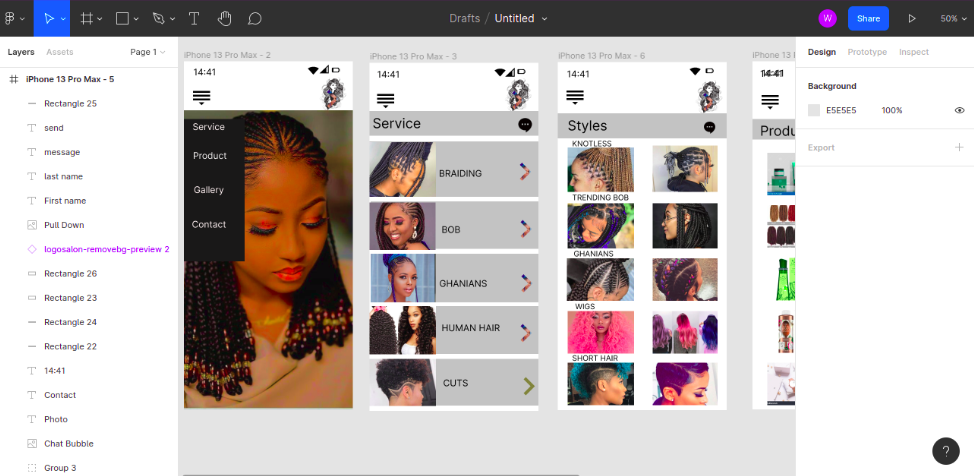 Drafts / Untitled
W
Share
50%
Layers
Assets
Page 1
iPhone 13 Pro Max - 5
Rectangle 25
send
message
last name
First name
Pull Down
logosalon-removebg-preview 2
Rectangle 26
Rectangle 23
Rectangle 24
Rectangle 22
14:41
Contact
Photo
Chat Bubble
Group 3
iPhone 13 Pro Max - 2
14:41
Service
Product
Gallery
Contact
iPhone 13 Pro Max - 3
14:41
Service
BRAIDING
BOB
GHANIANS
HUMAN HAIR
CUTS
iPhone 13 Pro Max - 6
14:41
Styles
KNOTLESS
TRENDING BOB
GHANIANS
WIGS
SHORT HAIR
iPhone 13 P
14:41
Produ
Design
Prototype
Inspect
Background
E5E5E5
100%
Export
?